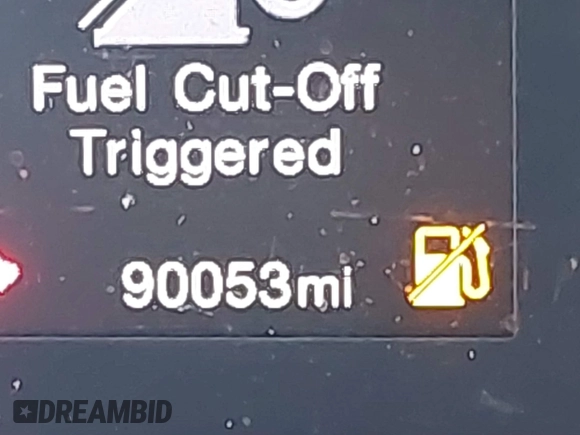 Fuel Cut-Off
Triggered
90053mi
DREAMBID